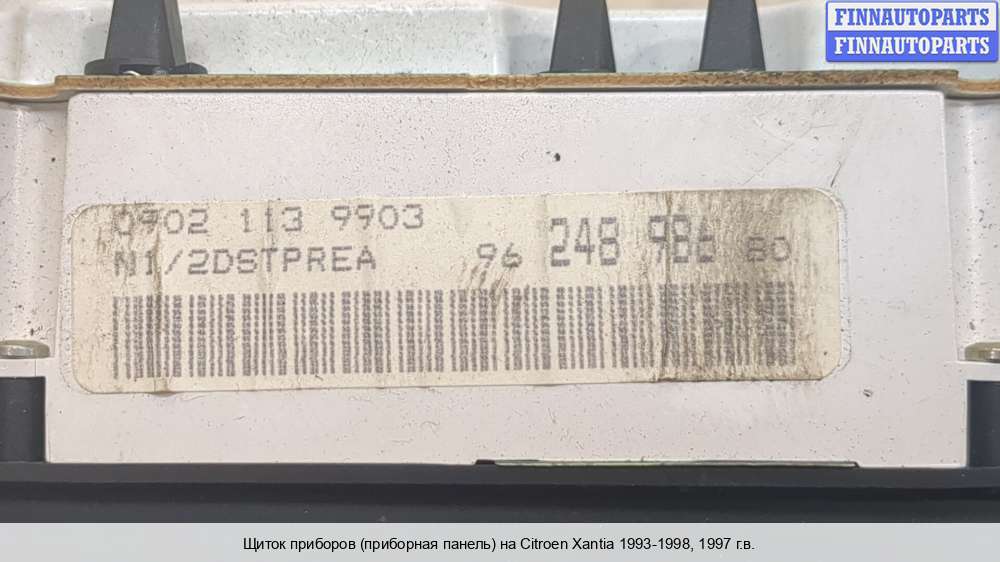 FINNAUTOPARTS
FINNAUTOPARTS
0902 113 9903
N1/2DSTPREA 96 248 986 80
Щиток приборов (приборная панель) на Citroen Xantia 1993-1998, 1997 г.в.